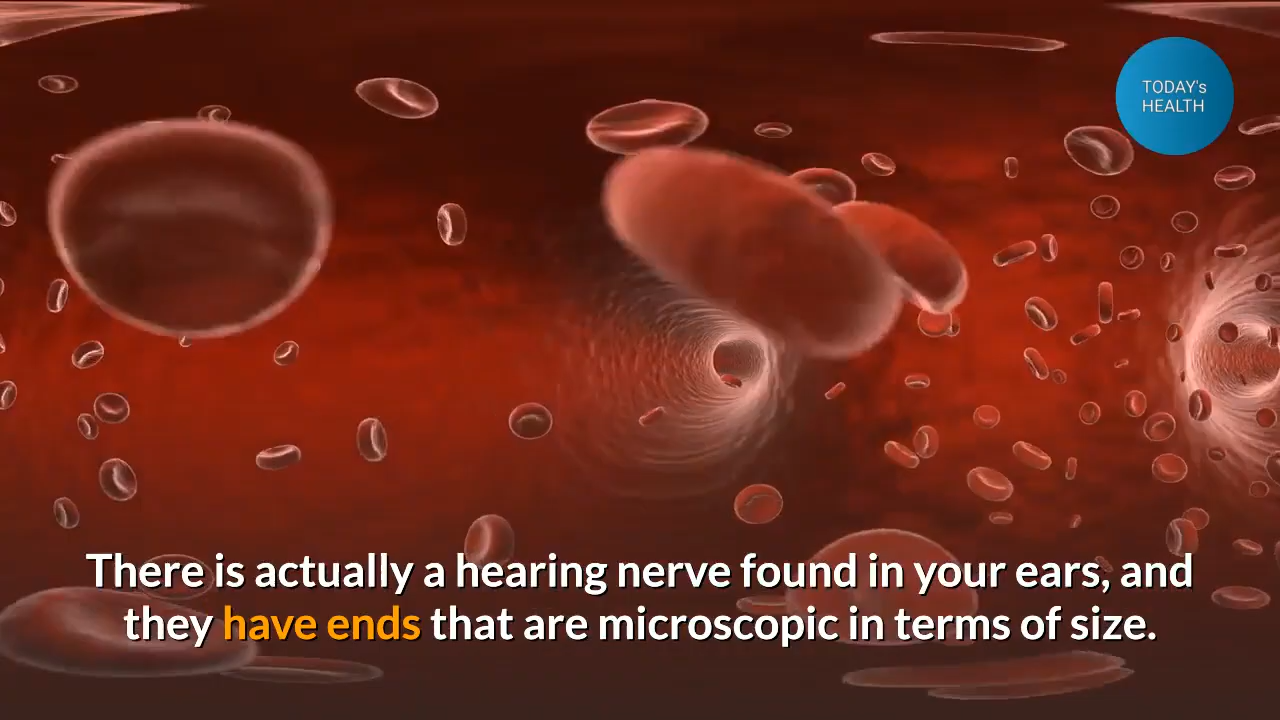 TODAY's
HEALTH
There is actually a hearing nerve found in your ears, and
they have ends that are microscopic in terms of size.